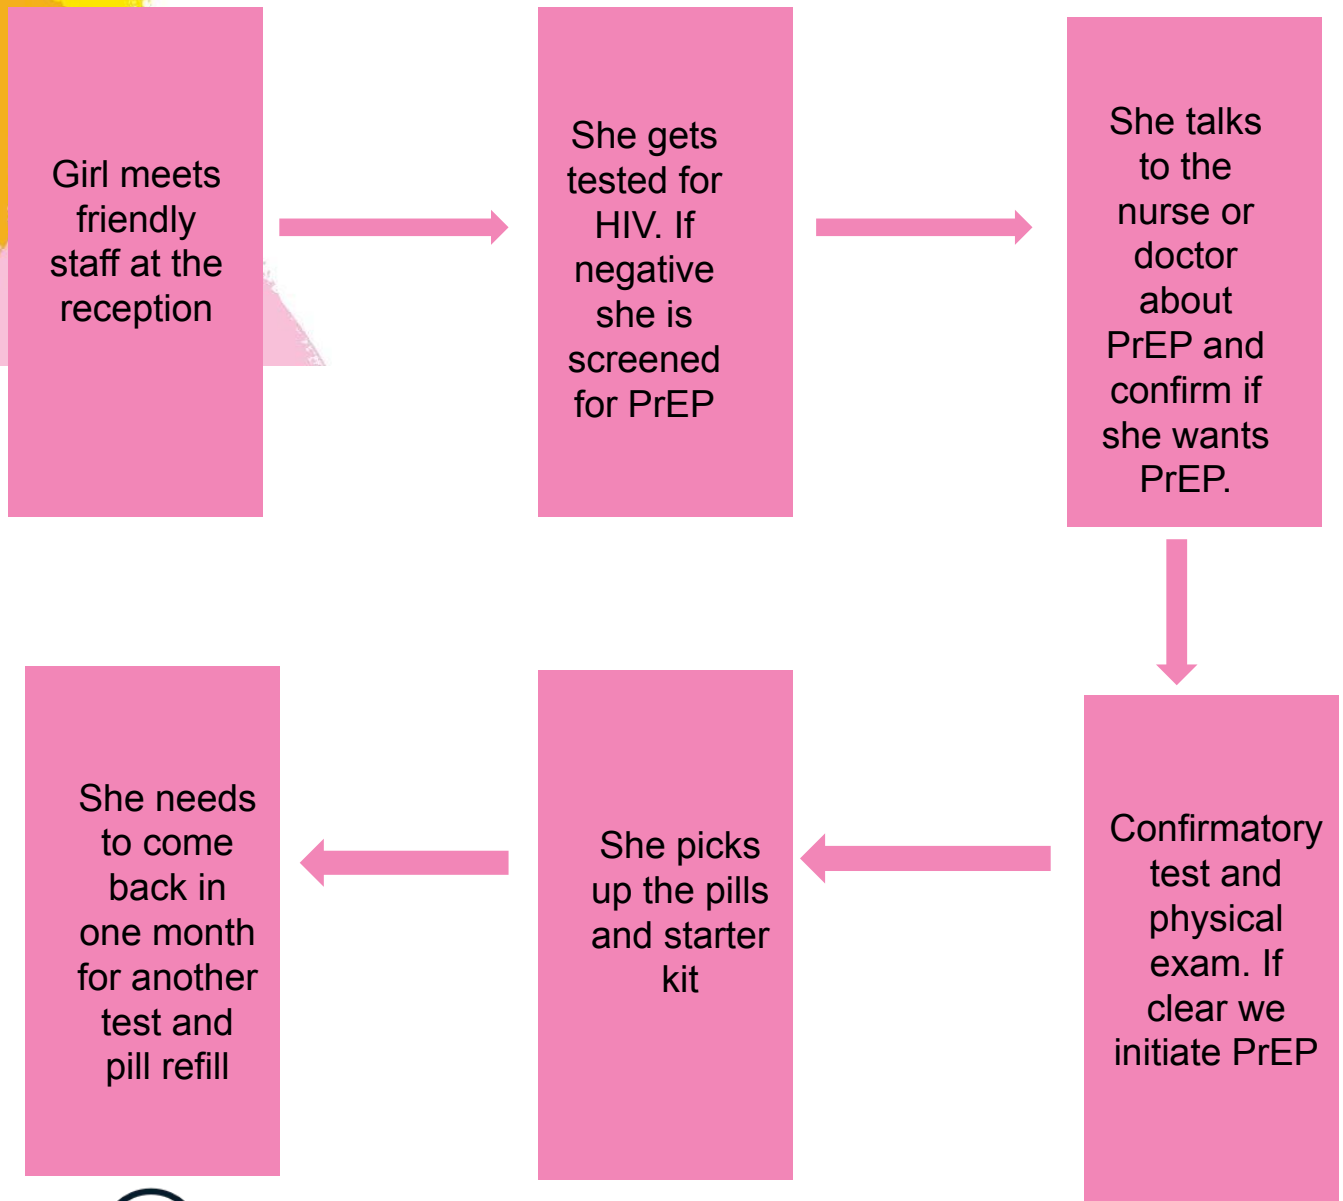 Girl meets
friendly
staff at the
reception
She gets
tested for
HIV. If
negative
she is
screened
for PrEP
She talks
to the
nurse or
doctor
about
PrEP and
confirm if
she wants
PrEP.
Confirmatory
test and
physical
exam. If
clear we
initiate PrEP
She picks
up the pills
and starter
kit
She needs
to come
back in
one month
for another
test and
pill refill